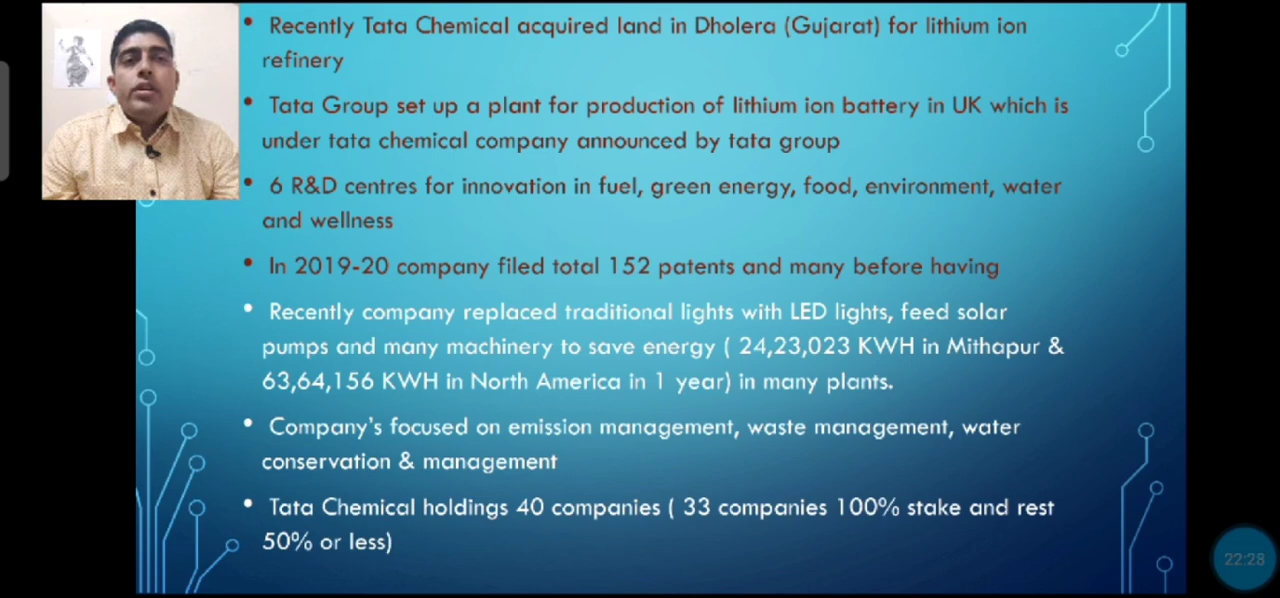 • Recently Tata Chemical acquired land in Dholera (Gujarat) for lithium ion
refinery
• Tata Group set up a plant for production of lithium ion battery in UK which is
under tata chemical company announced by tata group
• 6 R&D centres for innovation in fuel, green energy, food, environment, water
and wellness
• In 2019-20 company filed total 152 patents and many before having
• Recently company replaced traditional lights with LED lights, feed solar
pumps and many machinery to save energy ( 24,23,023 KWH in Mithapur &
63,64,156 KWH in North America in 1 year) in many plants.
• Company's focused on emission management, waste management, water
conservation & management
• Tata Chemical holdings 40 companies ( 33 companies 100% stake and rest
50% or less)
22:28